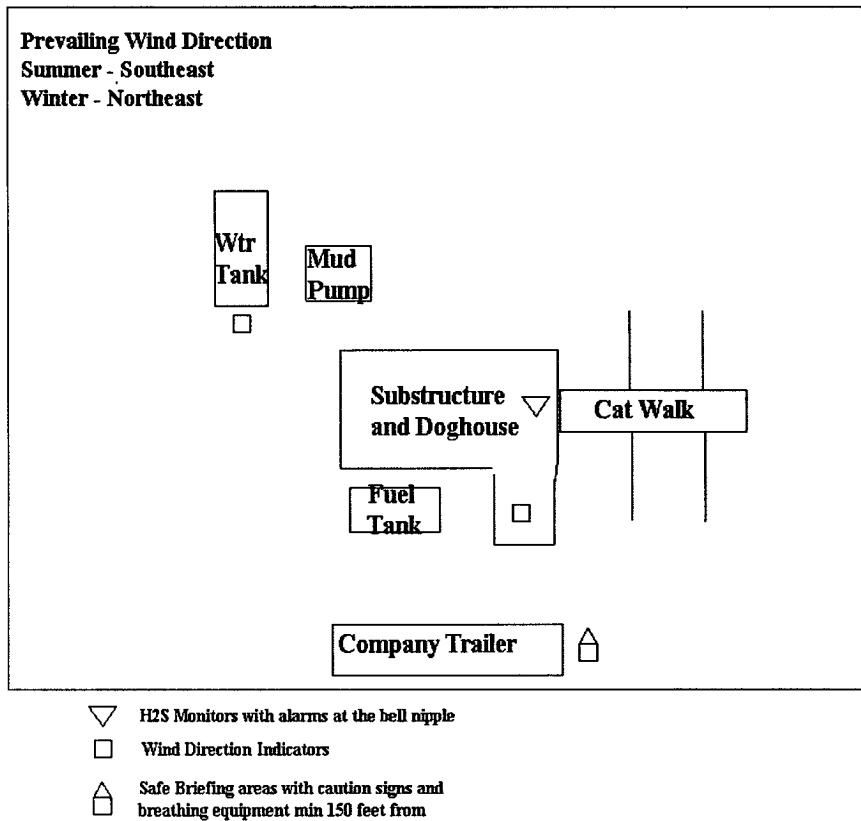 Prevailing Wind Direction
Summer - Southeast
Winter - Northeast
Wtr
Tank
Mud
Pump
Substructure
and Doghouse
Cat Walk
Fuel
Tank
Company Trailer
H2S Monitors with alarms at the bell nipple
Wind Direction Indicators
Safe Briefing areas with caution signs and
breathing equipment min 150 feet from